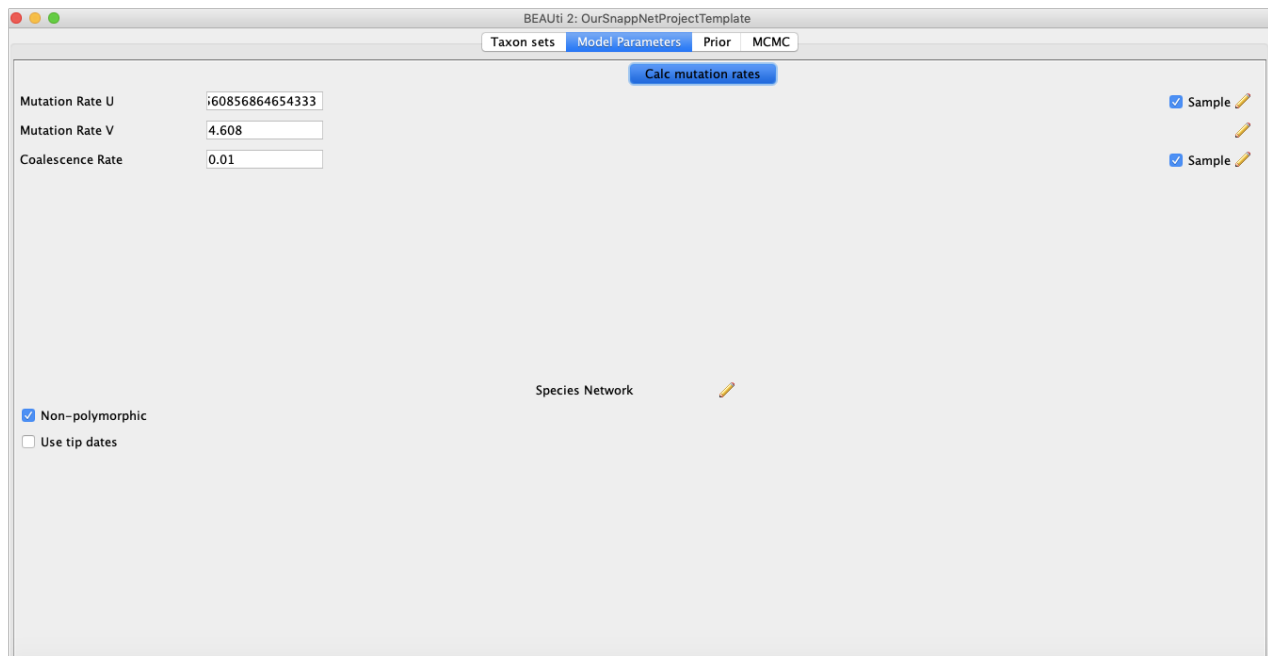 BEAUti 2: OurSnappNetProjectTemplate
Taxon sets Model Parameters Prior MCMC
Calc mutation rates
Mutation Rate U 60856864654333 Sample
Mutation Rate V 4.608
Coalescence Rate 0.01 Sample
Species Network
Non-polymorphic
Use tip dates